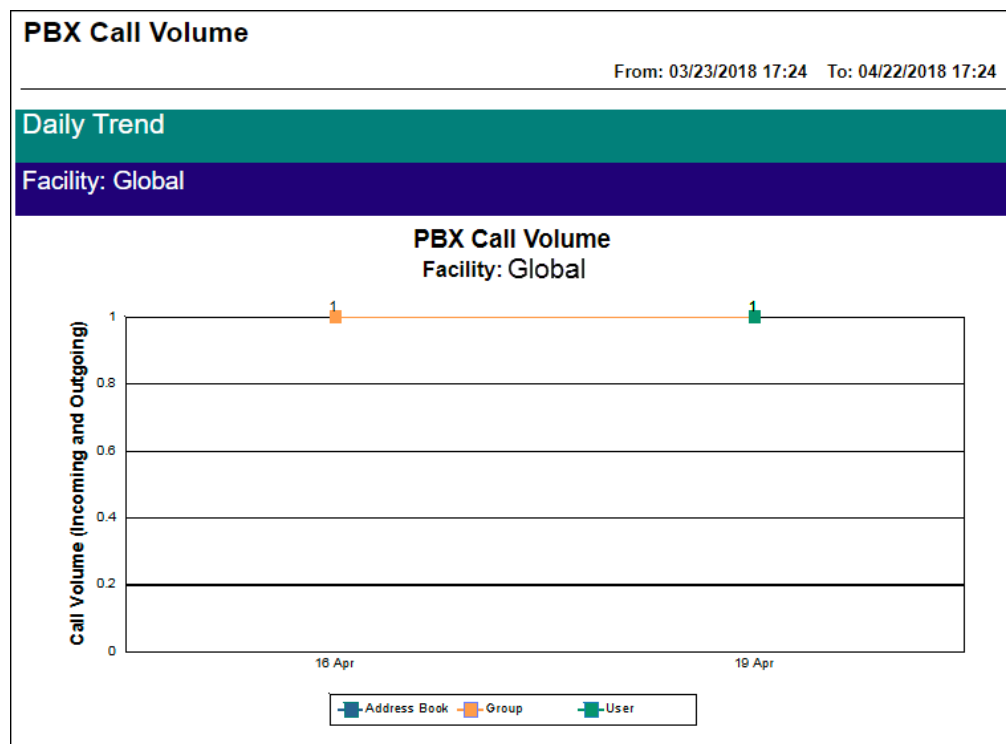 PBX Call Volume
From: 03/23/2018 17:24 To: 04/22/2018 17:24
Daily Trend
Facility: Global
PBX Call Volume
Facility: Global
1 1
Call Volume (Incoming and Outgoing)
1
0.8
0.6
0.4
0.2
0
16 Apr 19 Apr
Address Book Group User